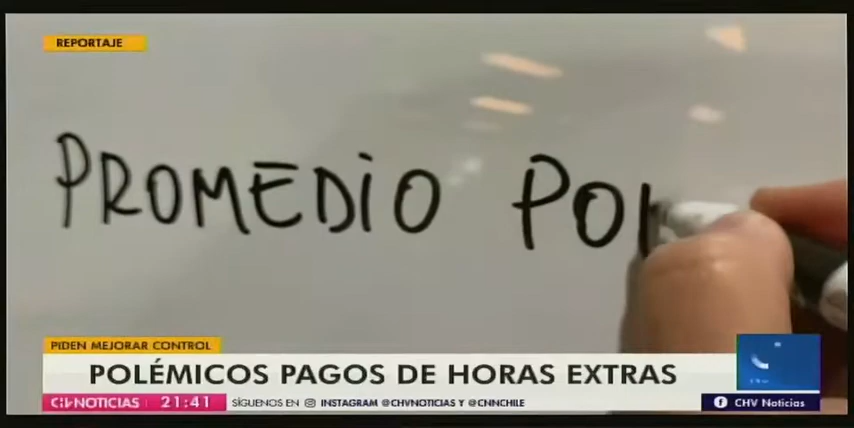 REPORTAJE
PROMEDIO PO
PIDEN MEJORAR CONTROL
POLÉMICOS PAGOS DE HORAS EXTRAS
CHVNOTICIAS 21:41 SÍGUENOS EN INSTAGRAM @CHVNOTICIAS Y @CNNCHILE CHV Noticias